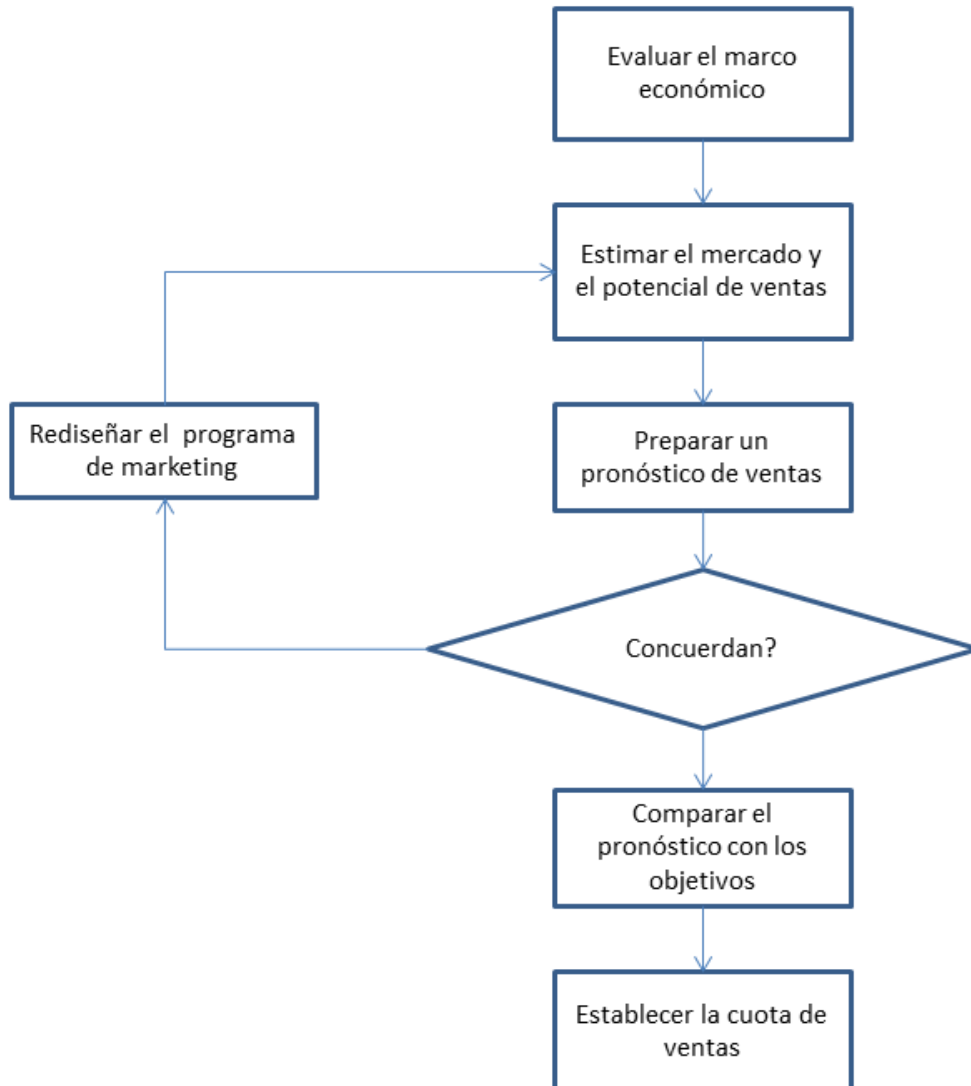 Evaluar el marco
económico
Estimar el mercado y
el potencial de ventas
Rediseñar el  programa
de marketing
Preparar un
pronóstico de ventas
Concuerdan?
Comparar el
pronóstico con los
objetivos
Establecer la cuota de
ventas